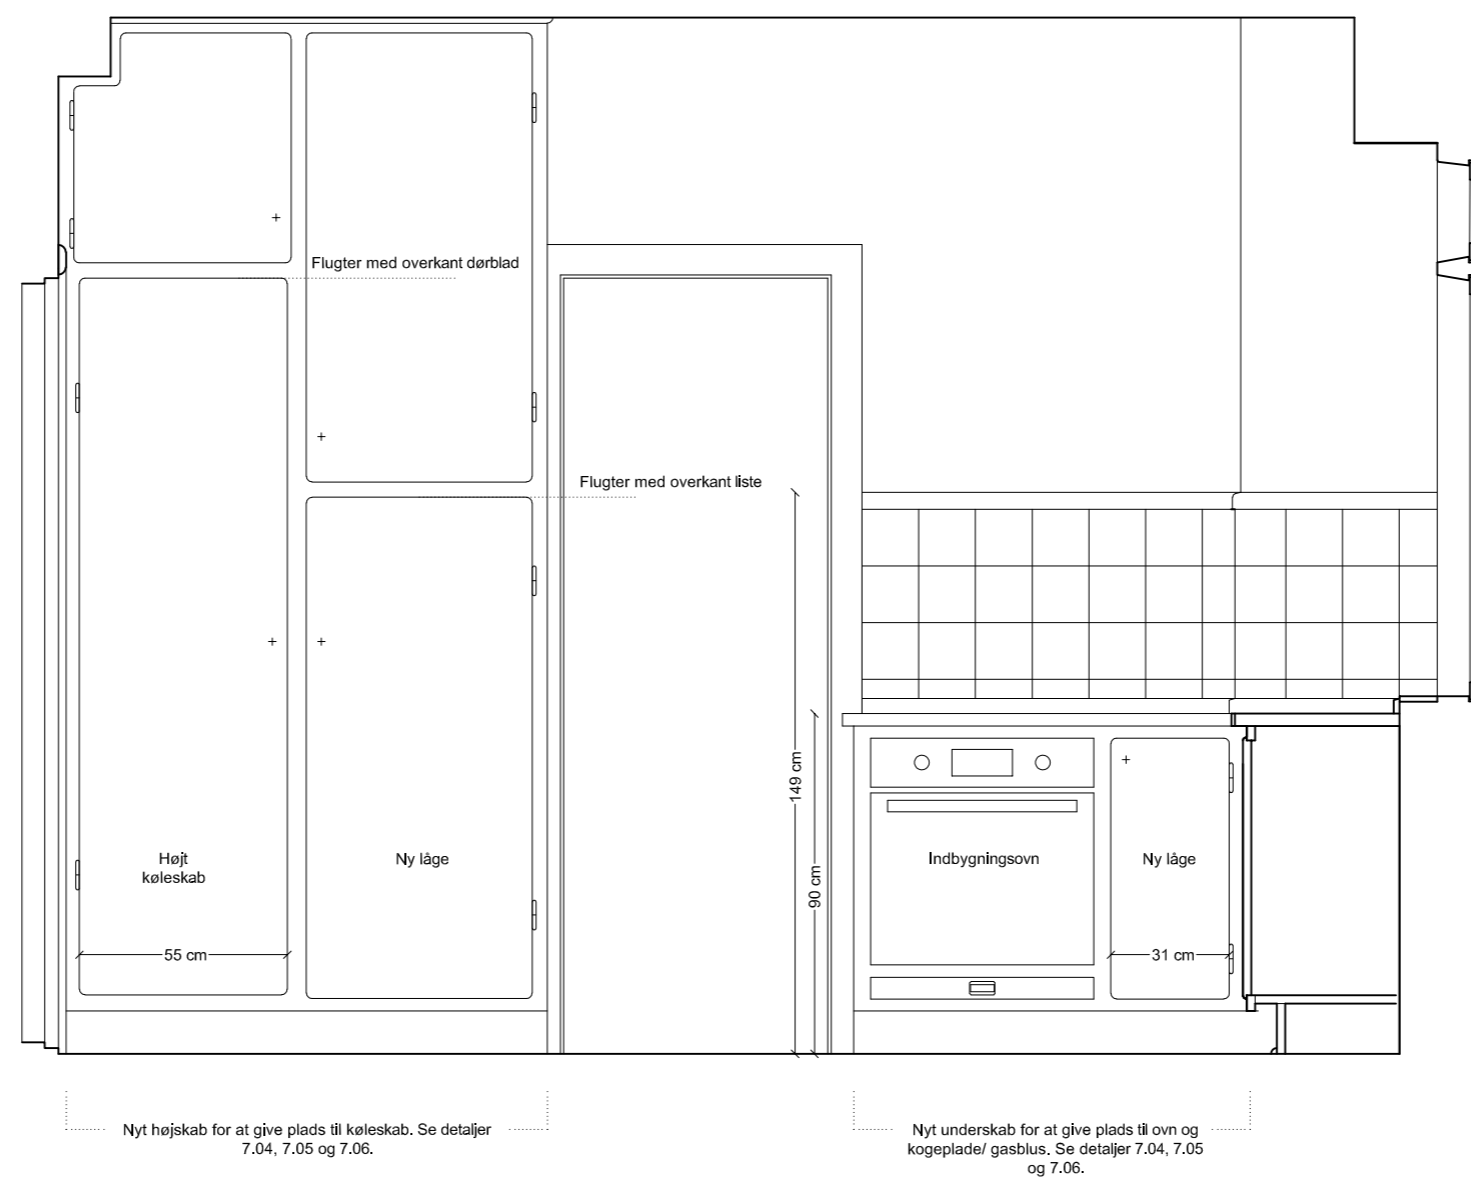 Flugter med overkant dørblad
Flugter med overkant liste
149 cm
90 cm
Højt
køleskab
Ny låge
Indbygningsovn
Ny låge
55 cm
31 cm
Nyt højskab for at give plads til køleskab. Se detaljer
7.04, 7.05 og 7.06.
Nyt underskab for at give plads til ovn og
kogeplade/ gasblus. Se detaljer 7.04, 7.05
og 7.06.